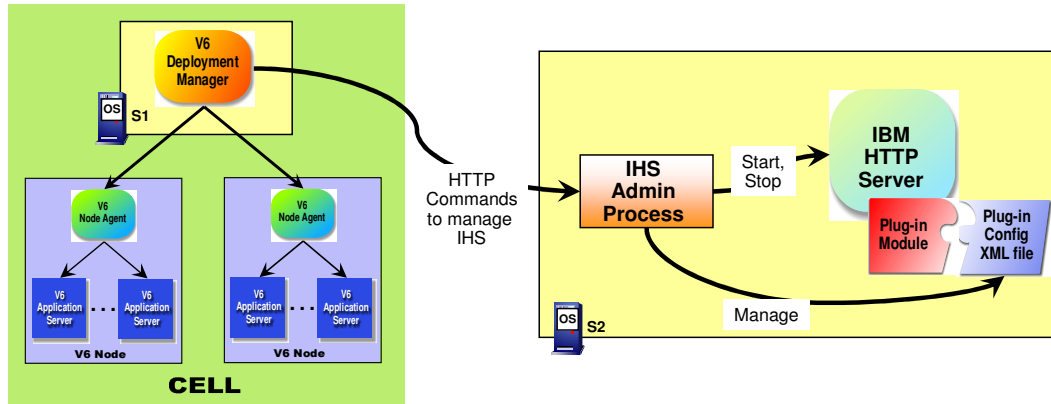 V6
Deployment
Manager
OS
S1
V6
Node Agent
V6
Node Agent
V6
Application
Server
...
V6
Application
Server
V6
Application
Server
...
V6
Application
Server
V6 Node
V6 Node
CELL
HTTP
Commands
to manage
IHS
IHS
Admin
Process
Start,
Stop
IBM
HTTP
Server
Plug-in
Module
Plug-in
Config
XML file
Manage
OS
S2